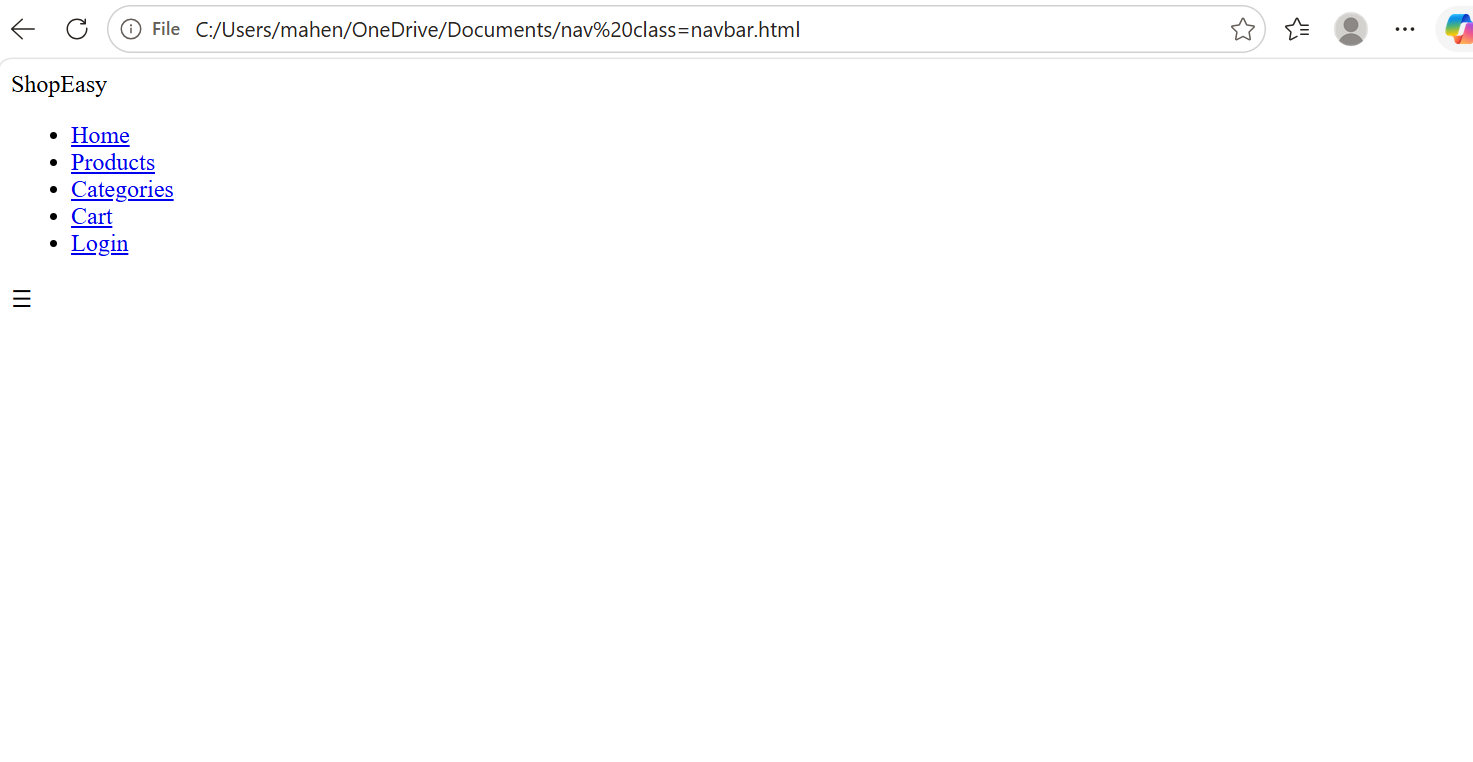 File C:/Users/mahen/OneDrive/Documents/nav%20class=navbar.html
ShopEasy
Home
Products
Categories
Cart
Login